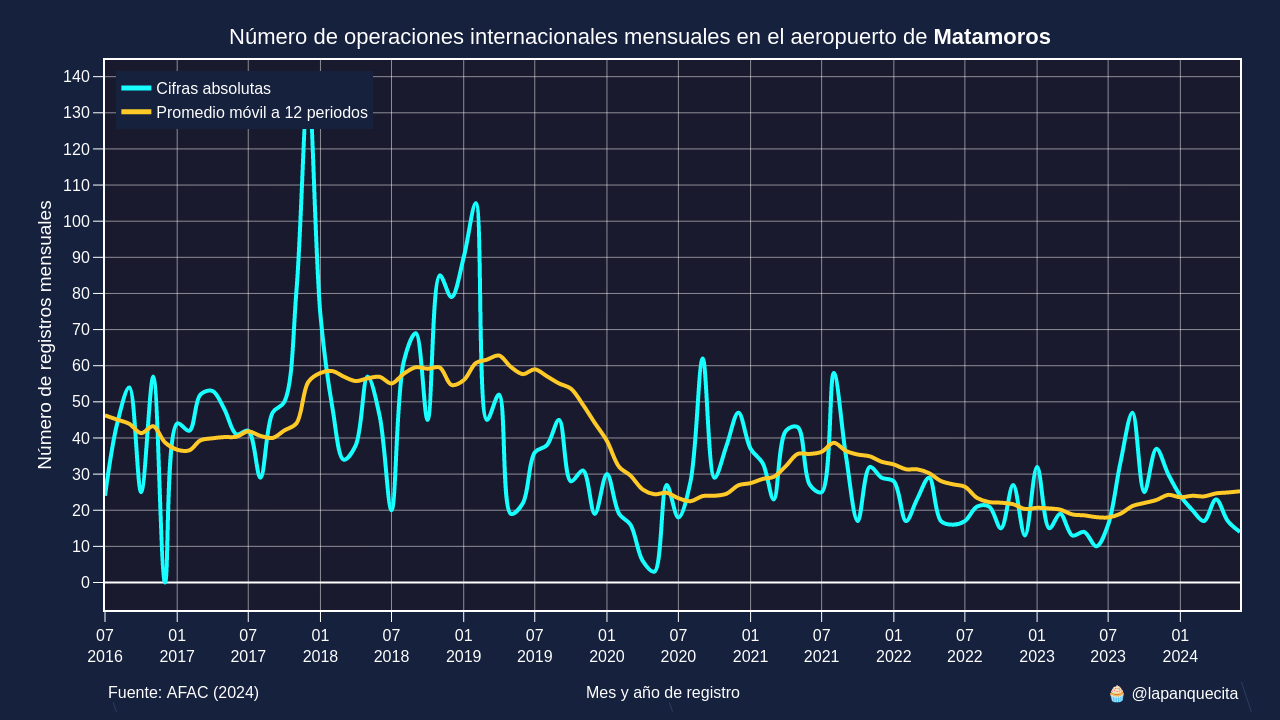 Número de operaciones internacionales mensuales en el aeropuerto de Matamoros
Cifras absolutas
Promedio móvil a 12 periodos
Número de registros mensuales
140
130
120
110
100
90
80
70
60
50
40
30
20
10
0
07 01 07 01 07 01 07 01 07 01 07 01 07 01 07 01
2016 2017 2017 2018 2018 2019 2019 2020 2020 2021 2021 2022 2022 2023 2023 2024
Fuente: AFAC (2024)
Mes y año de registro
🧁 @lapanquecita